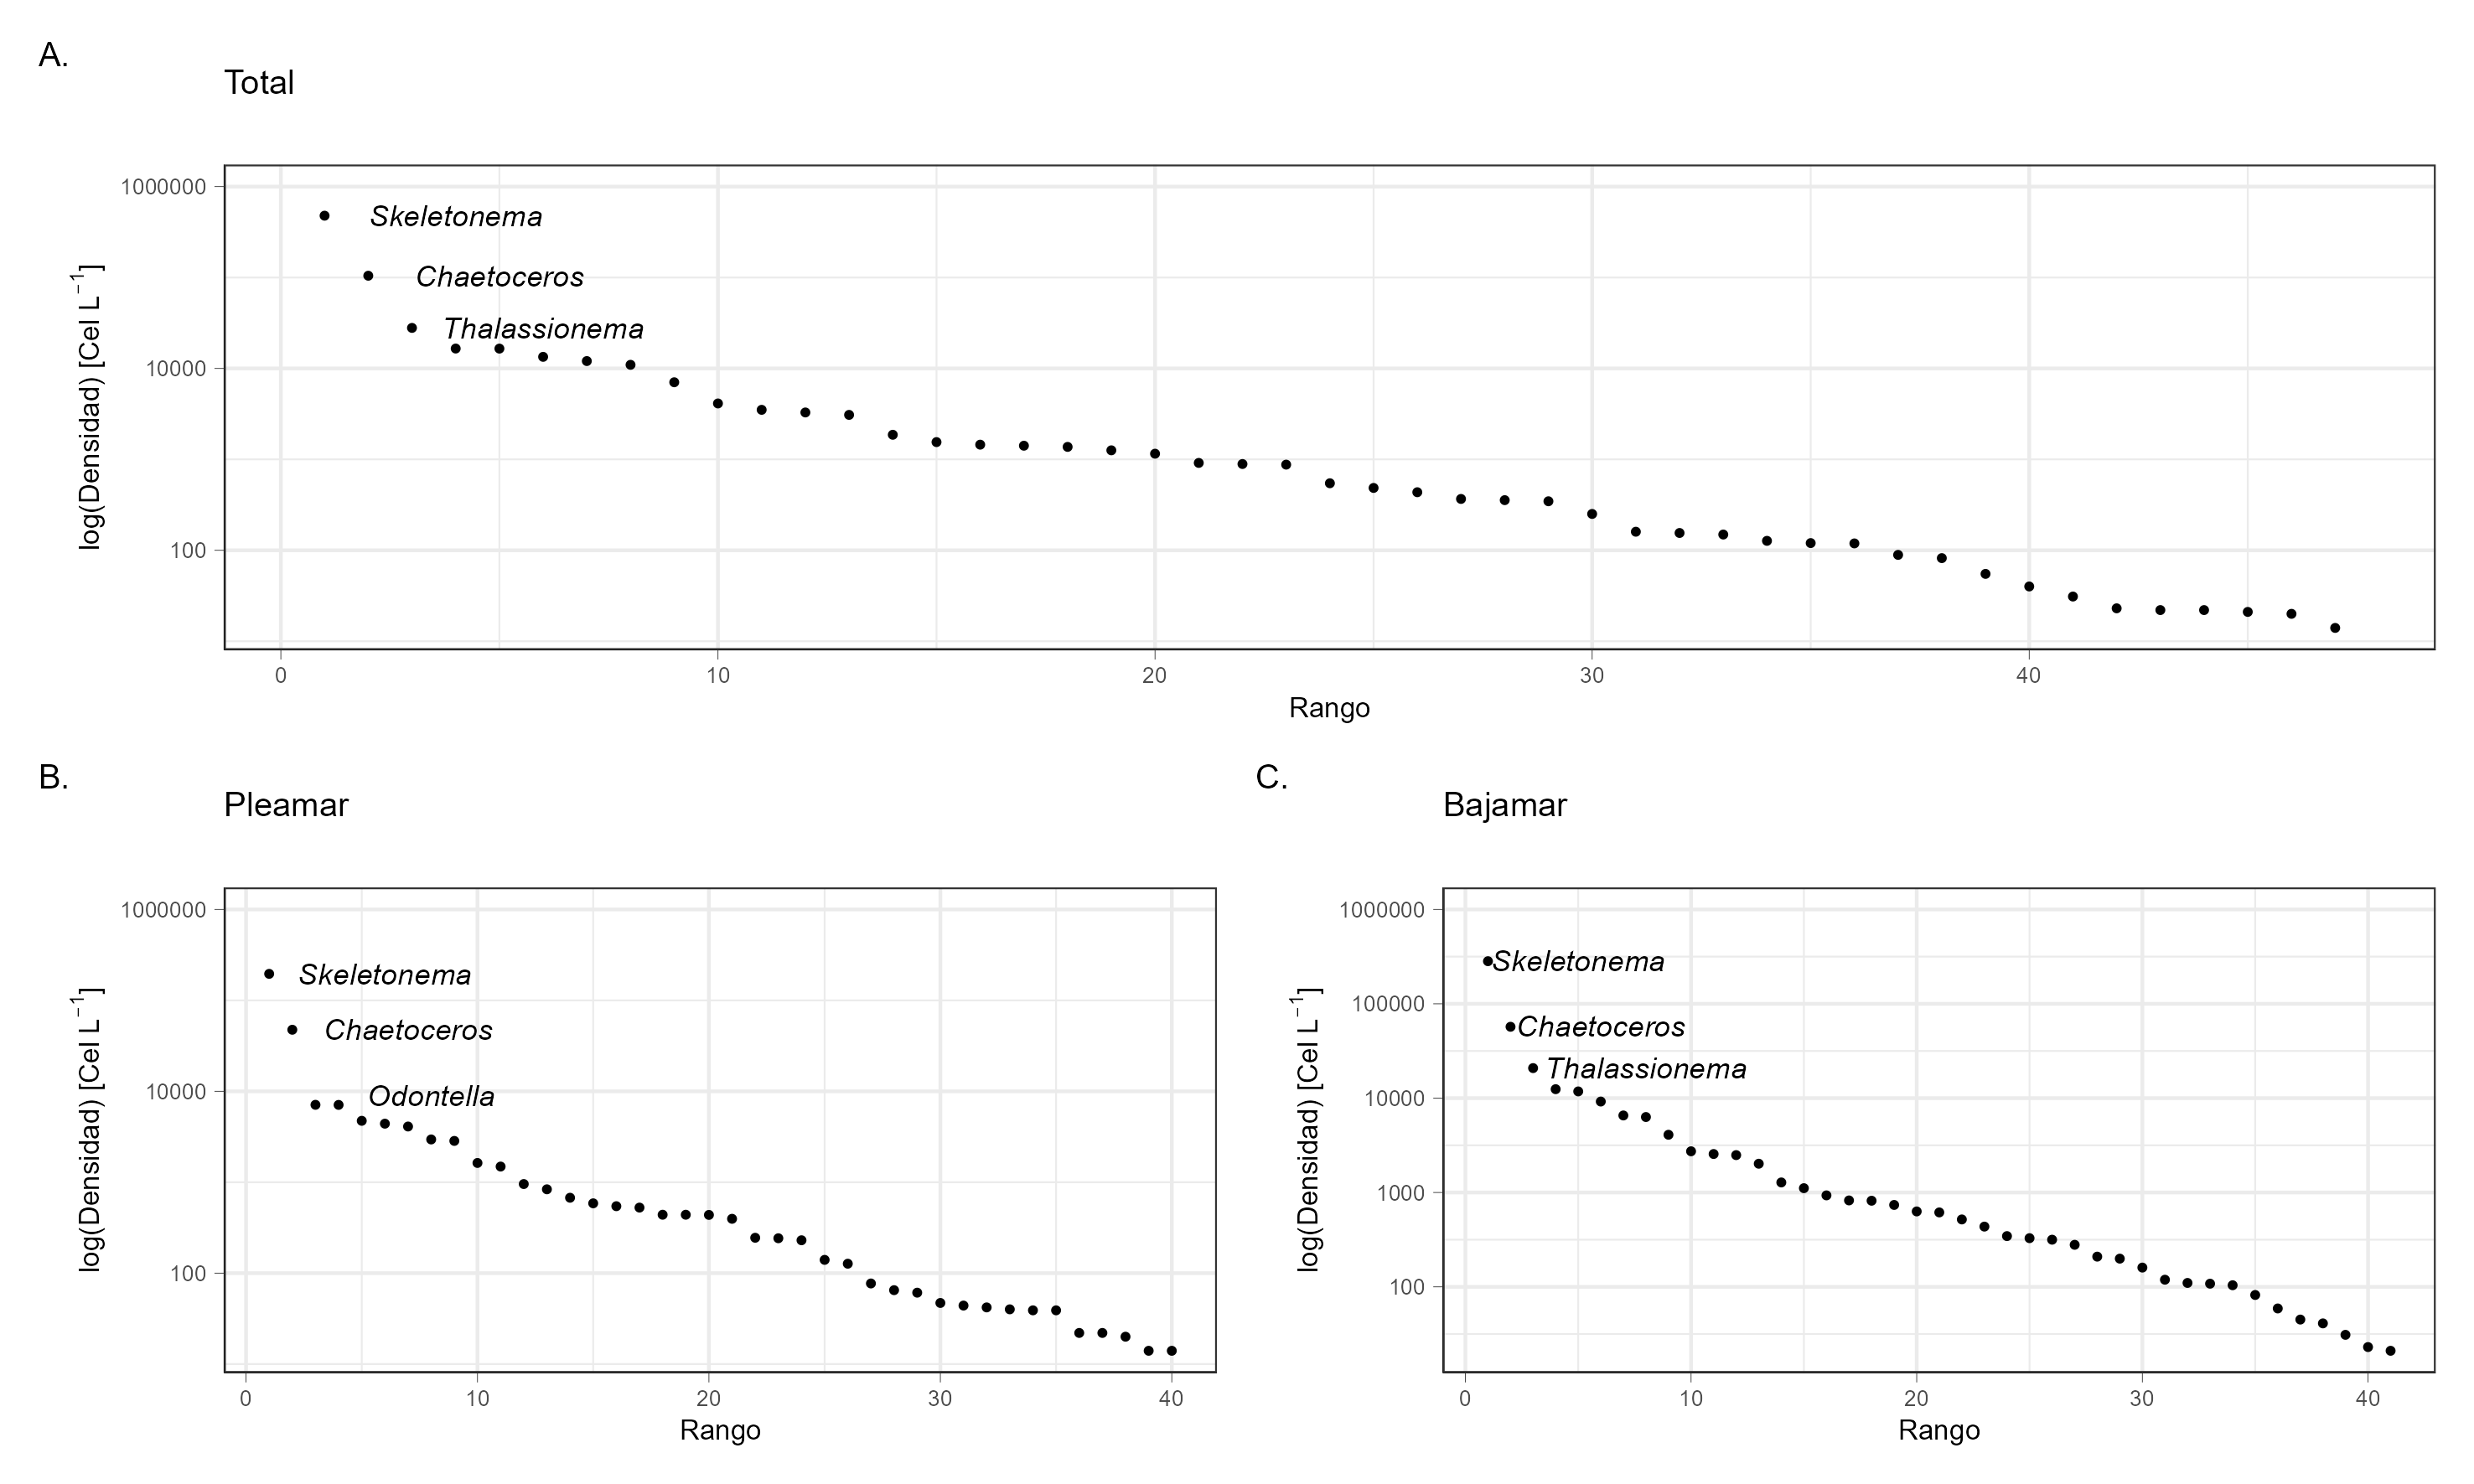 A.
Total
1000000
10000
100
log(Densidad) [Cel L⁻¹]
Skeletonema
Chaetoceros
Thalassionema
0 10 20 30 40
Rango
B.
Pleamar
1000000
10000
100
log(Densidad) [Cel L⁻¹]
Skeletonema
Chaetoceros
Odontella
0 10 20 30 40
Rango
C.
Bajamar
1000000
100000
10000
1000
100
log(Densidad) [Cel L⁻¹]
Skeletonema
Chaetoceros
Thalassionema
0 10 20 30 40
Rango